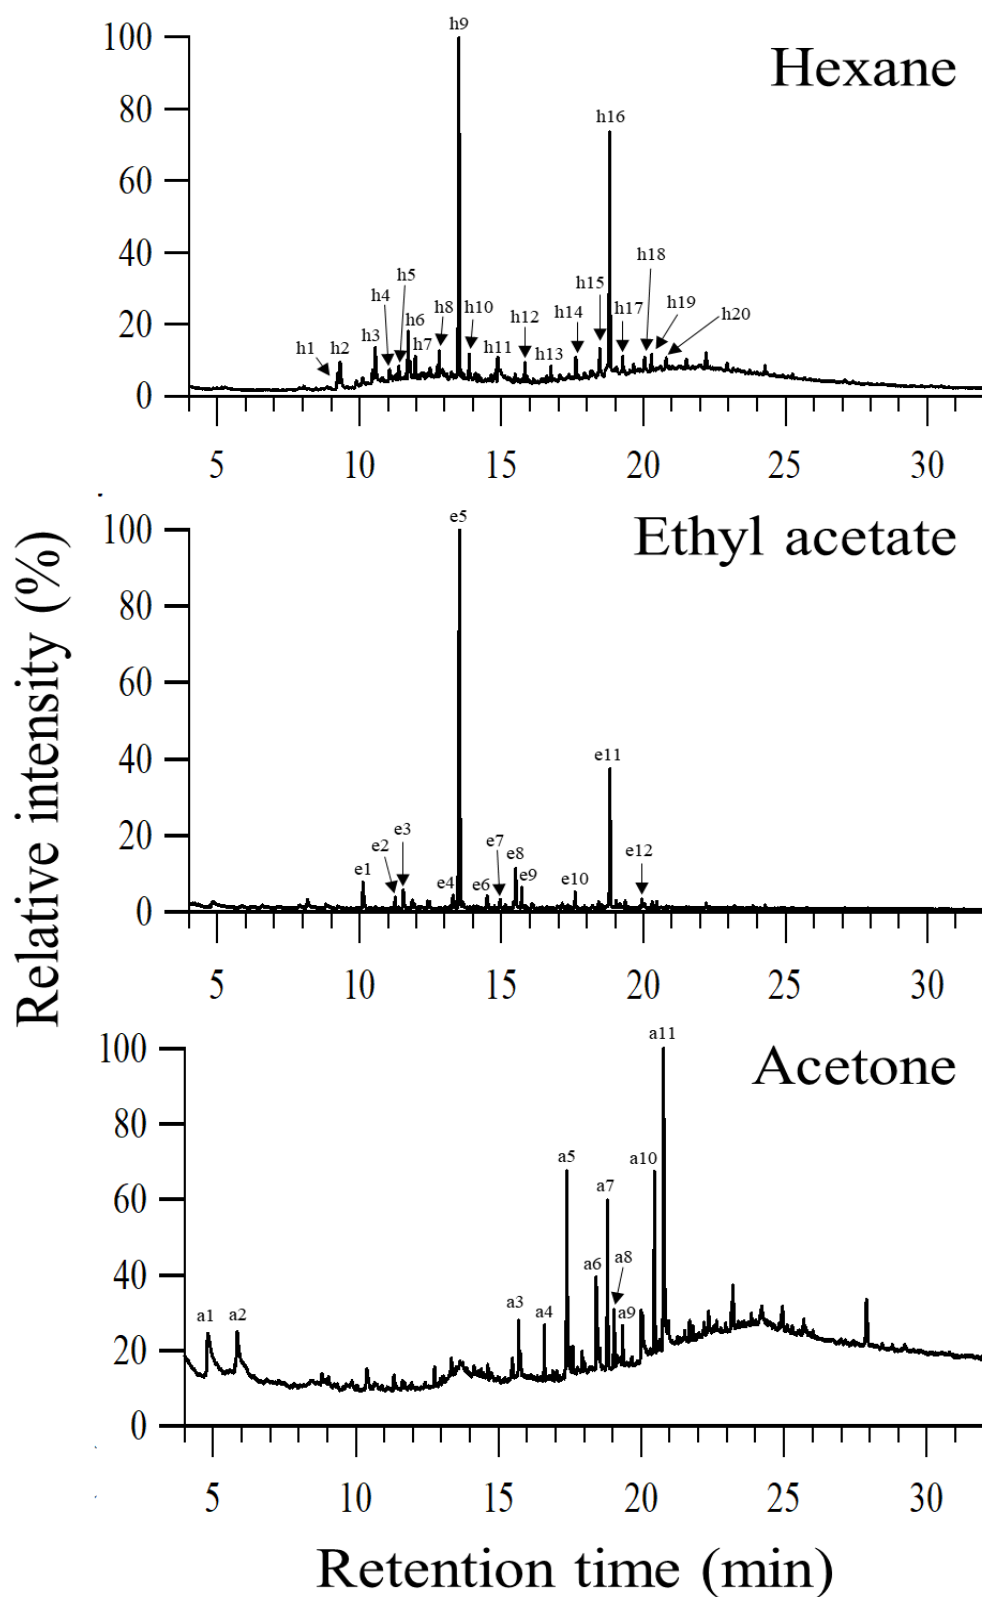 Hexane
100
80
60
40
20
0
h1
h2
h3
h4
h5
h6
h7
h8
h9
h10
h11
h12
h13
h14
h15
h16
h17
h18
h19
h20
5 10 15 20 25 30
Ethyl acetate
100
80
60
40
20
0
e1
e2
e3
e4
e5
e6
e7
e8
e9
e10
e11
e12
5 10 15 20 25 30
Acetone
100
80
60
40
20
0
a1
a2
a3
a4
a5
a6
a7
a8
a9
a10
a11
5 10 15 20 25 30
Relative intensity (%)
Retention time (min)